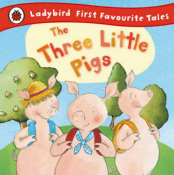 Ladybird First Favourite Tales
The
Three Little
Pigs